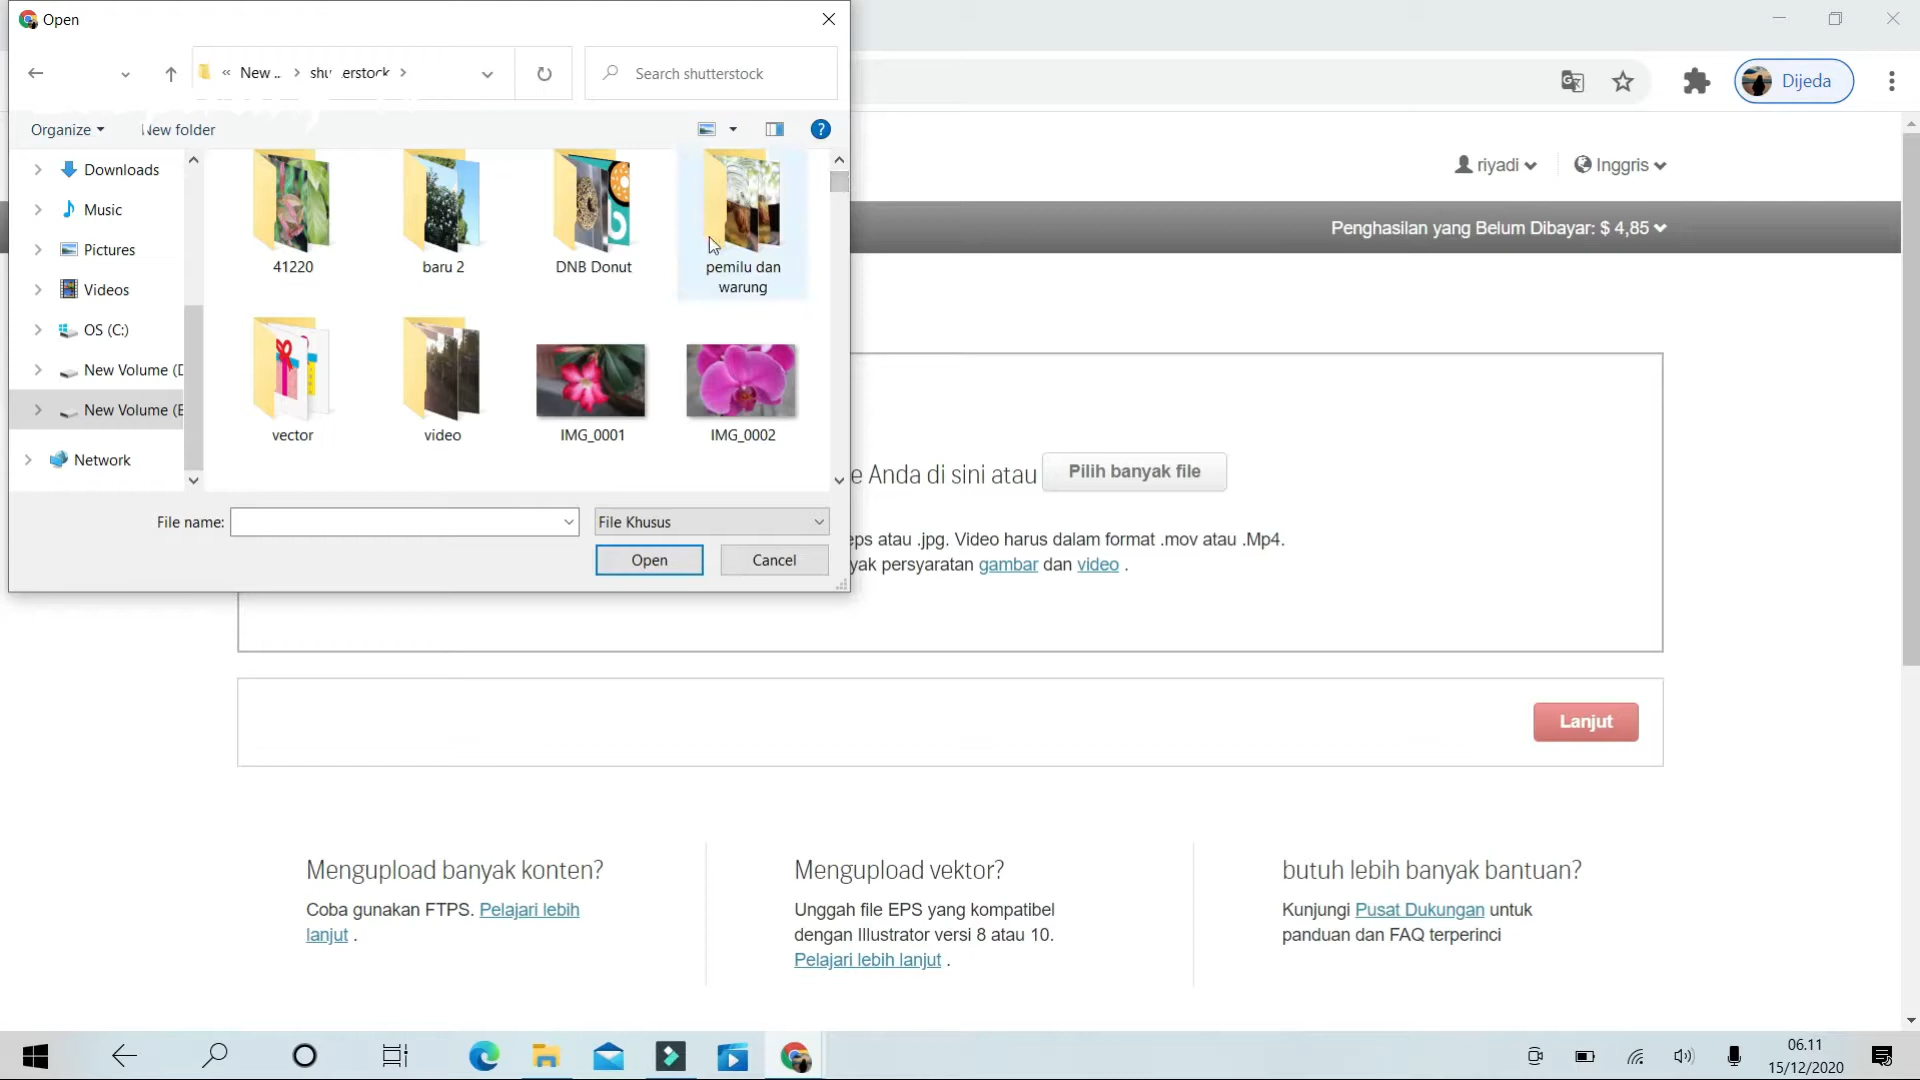 Open
« New .. > shu erstock >
Search shutterstock
Dijeda
Organize
New folder
Downloads
Music
Pictures
Videos
OS (C:)
New Volume (D
New Volume (E
Network
41220
baru 2
DNB Donut
pemilu dan
warung
vector
video
IMG_0001
IMG_0002
File name:
File Khusus
Open
Cancel
riyadi
Inggris
Penghasilan yang Belum Dibayar: $ 4,85
e Anda di sini atau
Pilih banyak file
eps atau .jpg. Video harus dalam format .mov atau .Mp4.
yak persyaratan gambar dan video .
Lanjut
Mengupload banyak konten?
Coba gunakan FTPS. Pelajari lebih
lanjut .
Mengupload vektor?
Unggah file EPS yang kompatibel
dengan Illustrator versi 8 atau 10.
Pelajari lebih lanjut .
butuh lebih banyak bantuan?
Kunjungi Pusat Dukungan untuk
panduan dan FAQ terperinci
06.11
15/12/2020